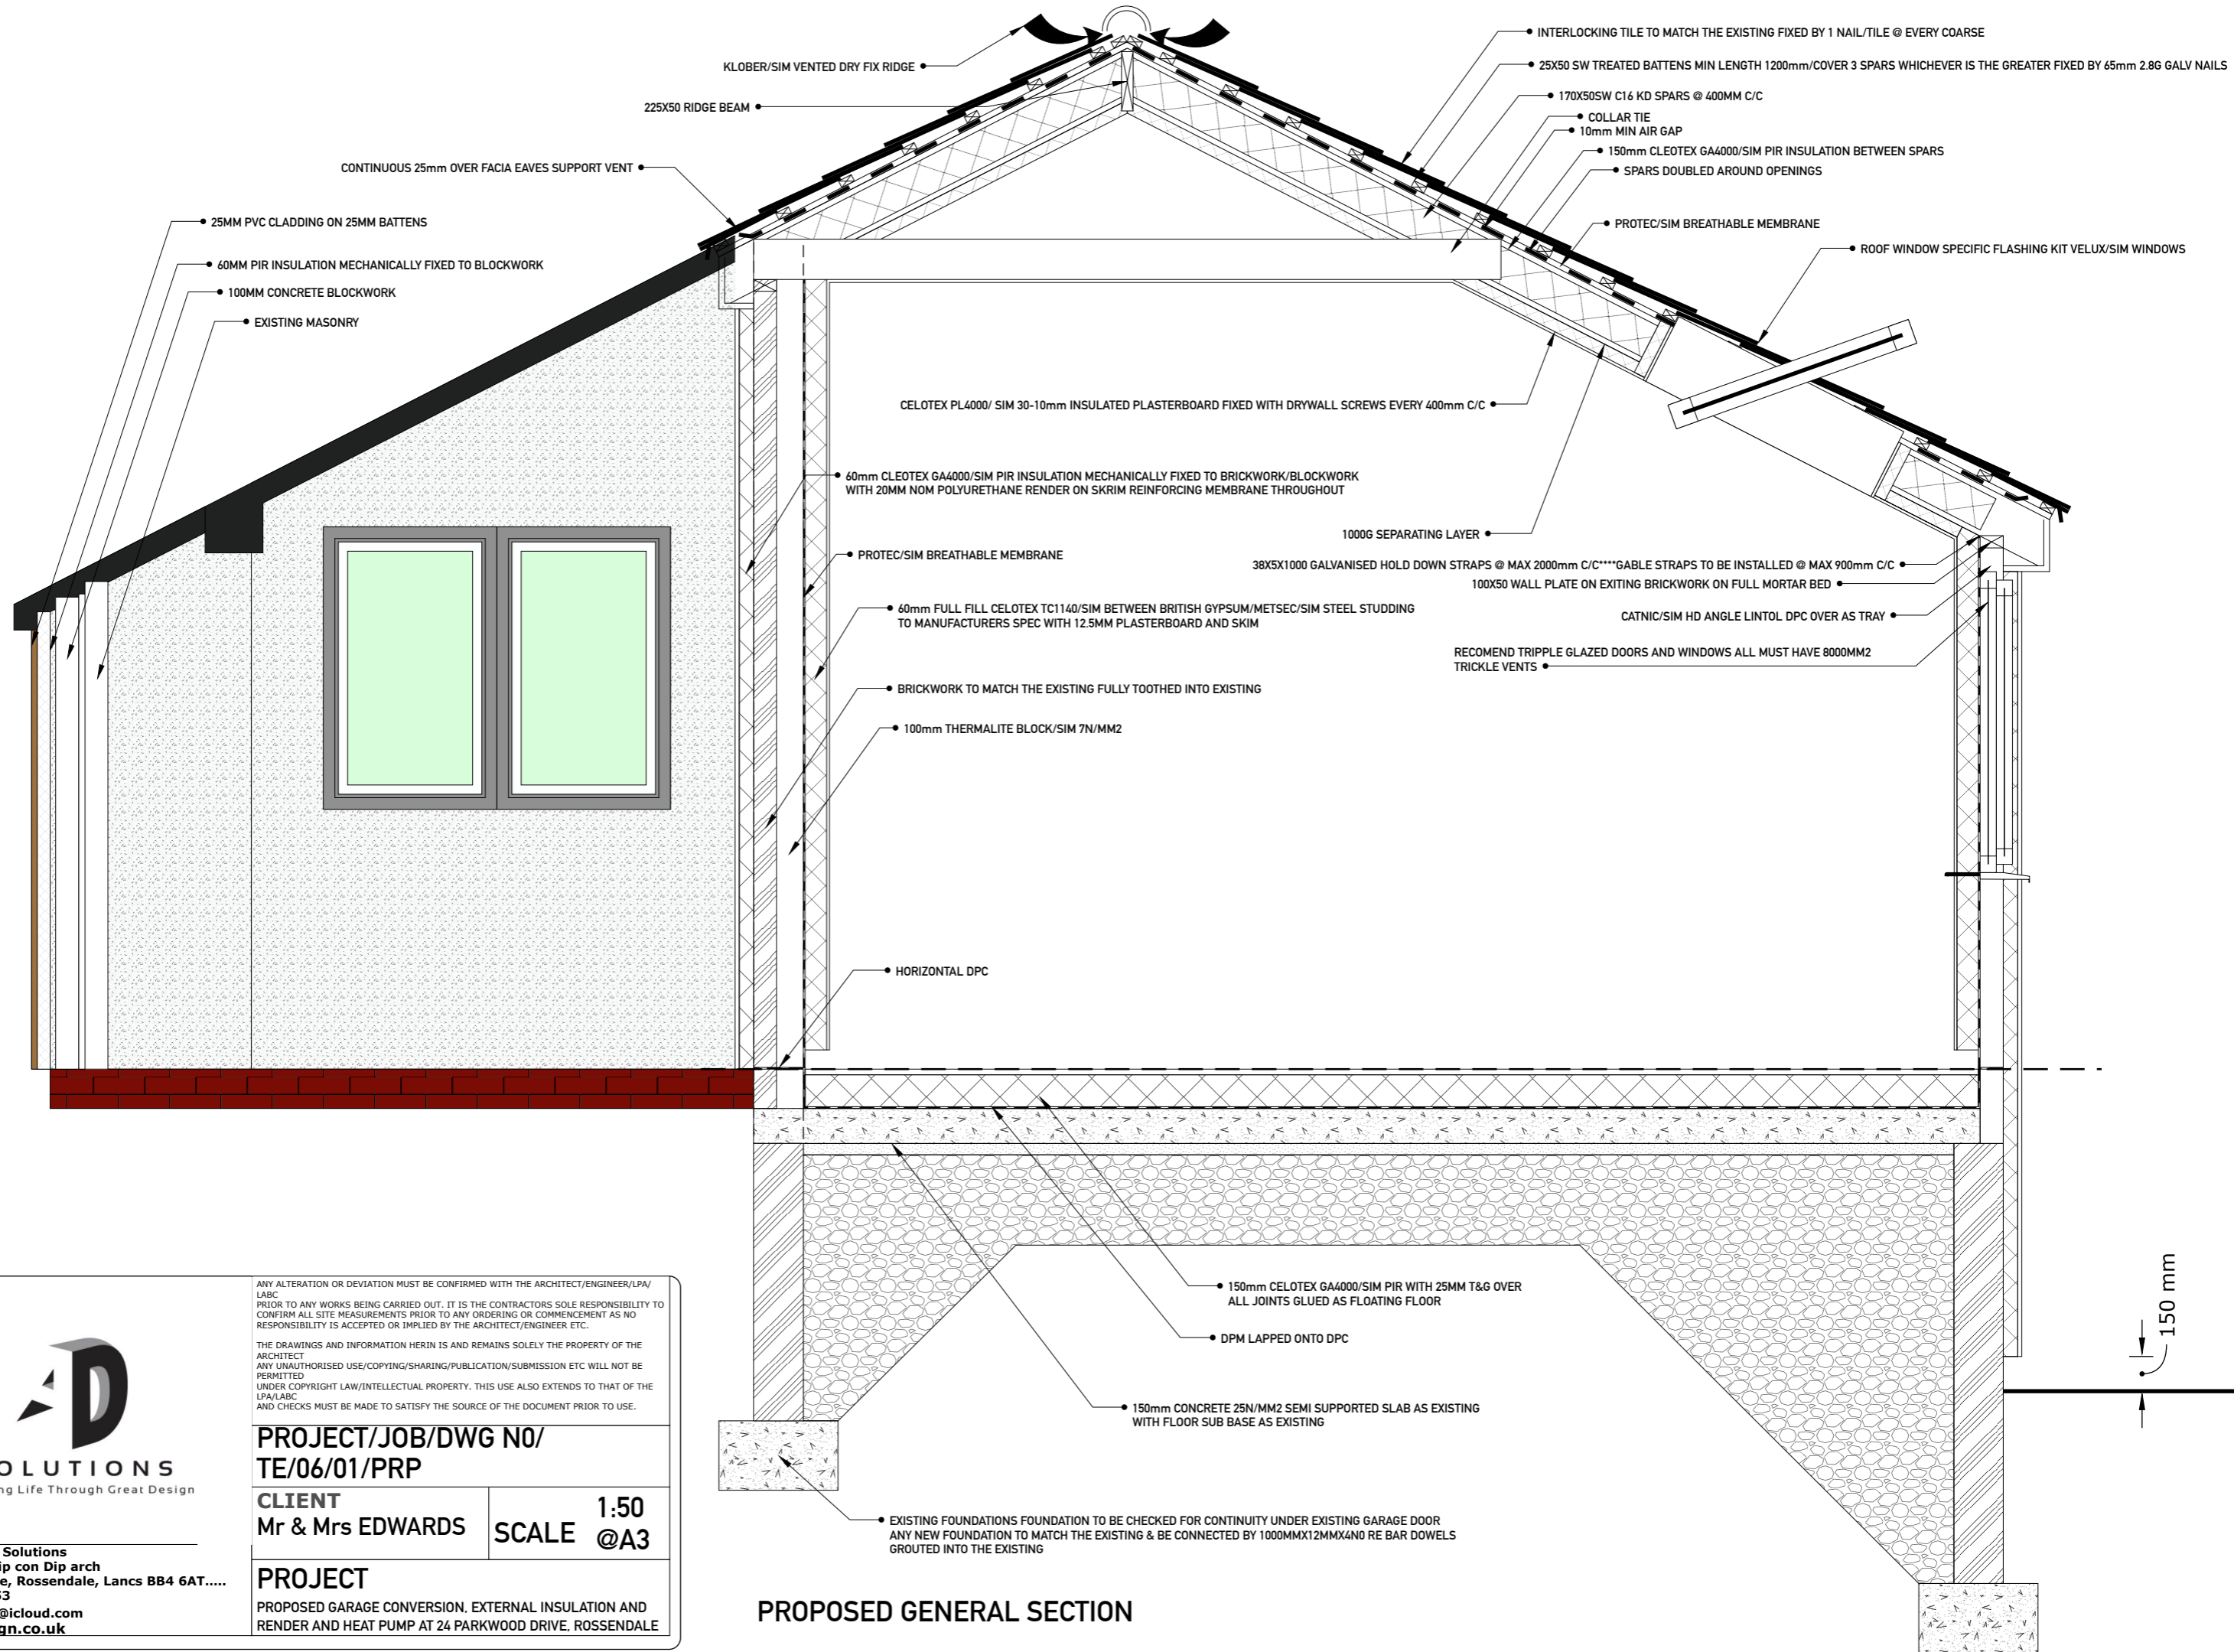 KLOBER/SIM VENTED DRY FIX RIDGE
225X50 RIDGE BEAM
CONTINUOUS 25mm OVER FACIA EAVES SUPPORT VENT
25MM PVC CLADDING ON 25MM BATTENS
60MM PIR INSULATION MECHANICALLY FIXED TO BLOCKWORK
100MM CONCRETE BLOCKWORK
EXISTING MASONRY
INTERLOCKING TILE TO MATCH THE EXISTING FIXED BY 1 NAIL/TILE @ EVERY COARSE
25X50 SW TREATED BATTENS MIN LENGTH 1200mm/COVER 3 SPARS WHICHEVER IS THE GREATER FIXED BY 65mm 2.8G GALV NAILS
170X50SW C16 KD SPARS @ 400MM C/C
COLLAR TIE
10mm MIN AIR GAP
150mm CLEOTEX GA4000/SIM PIR INSULATION BETWEEN SPARS
SPARS DOUBLED AROUND OPENINGS
PROTEC/SIM BREATHABLE MEMBRANE
ROOF WINDOW SPECIFIC FLASHING KIT VELUX/SIM WINDOWS
CELOTEX PL4000/ SIM 30-10mm INSULATED PLASTERBOARD FIXED WITH DRYWALL SCREWS EVERY 400mm C/C
60mm CLEOTEX GA4000/SIM PIR INSULATION MECHANICALLY FIXED TO BRICKWORK/BLOCKWORK
WITH 20MM NOM POLYURETHANE RENDER ON SKRIM REINFORCING MEMBRANE THROUGHOUT
1000G SEPARATING LAYER
PROTEC/SIM BREATHABLE MEMBRANE
38X5X1000 GALVANISED HOLD DOWN STRAPS @ MAX 2000mm C/C****GABLE STRAPS TO BE INSTALLED @ MAX 900mm C/C
100X50 WALL PLATE ON EXITING BRICKWORK ON FULL MORTAR BED
60mm FULL FILL CELOTEX TC1140/SIM BETWEEN BRITISH GYPSUM/METSEC/SIM STEEL STUDDING
TO MANUFACTURERS SPEC WITH 12.5MM PLASTERBOARD AND SKIM
CATNIC/SIM HD ANGLE LINTOL DPC OVER AS TRAY
RECOMEND TRIPPLE GLAZED DOORS AND WINDOWS ALL MUST HAVE 8000MM2
TRICKLE VENTS
BRICKWORK TO MATCH THE EXISTING FULLY TOOTHED INTO EXISTING
100mm THERMALITE BLOCK/SIM 7N/MM2
HORIZONTAL DPC
150mm CELOTEX GA4000/SIM PIR WITH 25MM T&G OVER
ALL JOINTS GLUED AS FLOATING FLOOR
DPM LAPPED ONTO DPC
150mm CONCRETE 25N/MM2 SEMI SUPPORTED SLAB AS EXISTING
WITH FLOOR SUB BASE AS EXISTING
150 mm
EXISTING FOUNDATIONS FOUNDATION TO BE CHECKED FOR CONTINUITY UNDER EXISTING GARAGE DOOR
ANY NEW FOUNDATION TO MATCH THE EXISTING & BE CONNECTED BY 1000MMX12MMX4N0 RE BAR DOWELS
GROUTED INTO THE EXISTING
PROPOSED GENERAL SECTION
AD
OLUTIONS
ng Life Through Great Design
Solutions
ip con Dip arch
e, Rossendale, Lancs BB4 6AT.....
53
@icloud.com
gn.co.uk
ANY ALTERATION OR DEVIATION MUST BE CONFIRMED WITH THE ARCHITECT/ENGINEER/LPA/
LABC
PRIOR TO ANY WORKS BEING CARRIED OUT. IT IS THE CONTRACTORS SOLE RESPONSIBILITY TO
CONFIRM ALL SITE MEASUREMENTS PRIOR TO ANY ORDERING OR COMMENCEMENT AS NO
RESPONSIBILITY IS ACCEPTED OR IMPLIED BY THE ARCHITECT/ENGINEER ETC.
THE DRAWINGS AND INFORMATION HERIN IS AND REMAINS SOLELY THE PROPERTY OF THE
ARCHITECT
ANY UNAUTHORISED USE/COPYING/SHARING/PUBLICATION/SUBMISSION ETC WILL NOT BE
PERMITTED
UNDER COPYRIGHT LAW/INTELLECTUAL PROPERTY. THIS USE ALSO EXTENDS TO THAT OF THE
LPA/LABC
AND CHECKS MUST BE MADE TO SATISFY THE SOURCE OF THE DOCUMENT PRIOR TO USE.
PROJECT/JOB/DWG N0/
TE/06/01/PRP
CLIENT
Mr & Mrs EDWARDS
SCALE 1:50
@A3
PROJECT
PROPOSED GARAGE CONVERSION, EXTERNAL INSULATION AND
RENDER AND HEAT PUMP AT 24 PARKWOOD DRIVE, ROSSENDALE